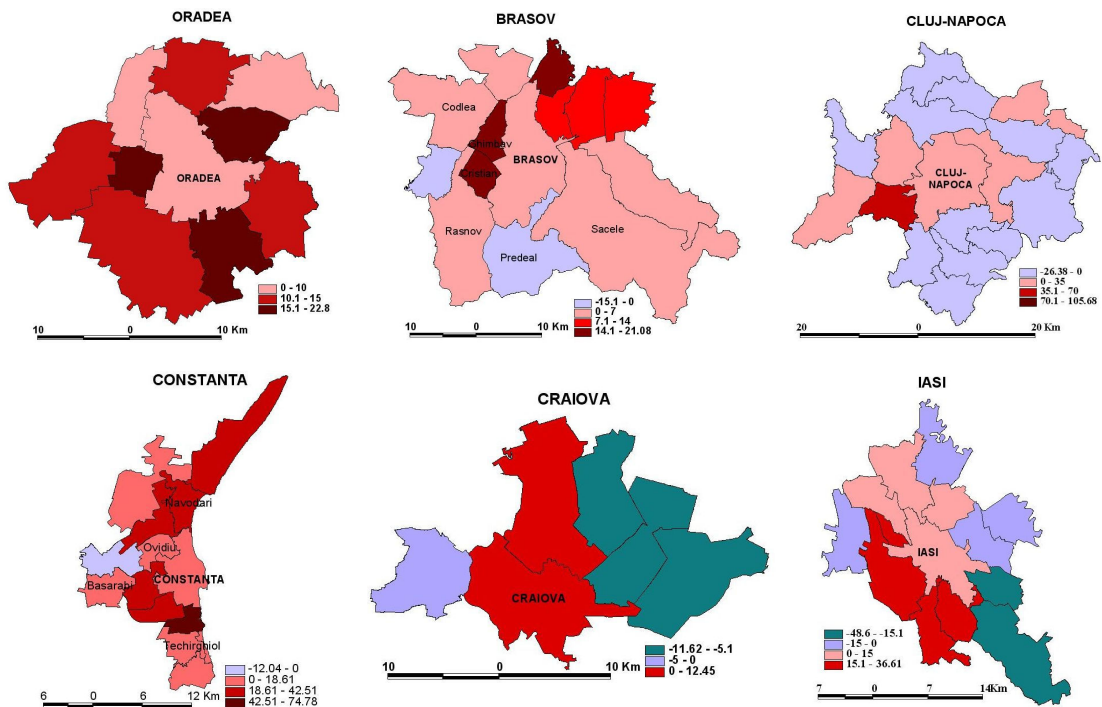 ORADEA
ORADEA
0 - 10
10.1 - 15
15.1 - 22.8
10 0 10 Km
BRASOV
Codlea
Ghimbav
BRASOV
Cristian
Rasnov
Sacele
Predeal
-15.1 - 0
0 - 7
7.1 - 14
14.1 - 21.08
10 0 10 Km
CLUJ-NAPOCA
CLUJ-
NAPOCA
-26.38 - 0
0 - 35
35.1 - 70
70.1 - 105.68
20 0 20 Km
CONSTANTA
Navodari
Ovidiu
CONSTANTA
Basarabi
Techirghiol
-12.04 - 0
0 - 18.61
18.61 - 42.51
42.51 - 74.78
6 0 6 12 Km
CRAIOVA
CRAIOVA
-11.62 - -5.1
-5 - 0
0 - 12.45
10 0 10 Km
IASI
IASI
-48.6 - -15.1
-15 - 0
0 - 15
15.1 - 36.61
7 0 7 14Km